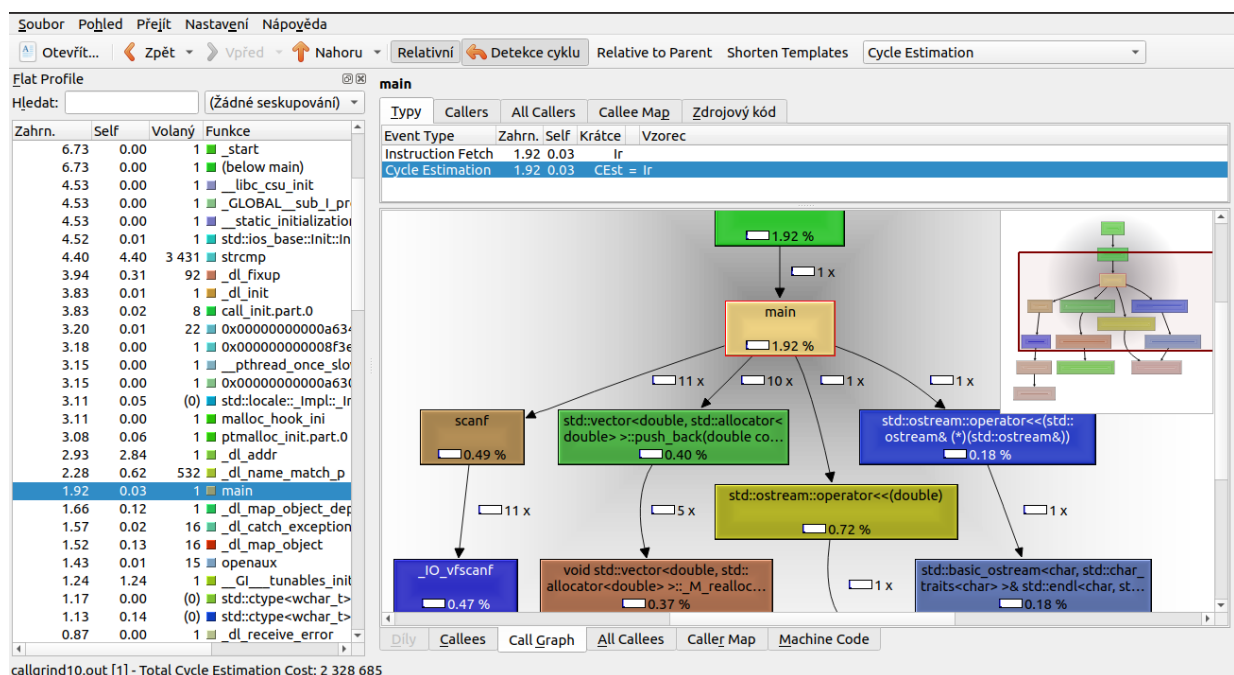 Soubor Pohled Přejít Nastavení Nápověda
Otevřít... Zpět Vpřed Nahoru Relativní Detekce cyklu Relative to Parent Shorten Templates Cycle Estimation
Flat Profile
Hledat: (Žádné seskupování)
Zahrn. Self Volaný Funkce
6.73 0.00 1 _start
6.73 0.00 1 (below main)
4.53 0.00 1 __libc_csu_init
4.53 0.00 1 _GLOBAL__sub_I_pr
4.53 0.00 1 __static_initializatio
4.52 0.01 1 std::ios_base::Init::In
4.40 4.40 3 431 strcmp
3.94 0.31 92 _dl_fixup
3.83 0.01 1 _dl_init
3.83 0.02 8 call_init.part.0
3.20 0.01 22 0x00000000000a634
3.18 0.00 1 0x000000000008f3e
3.15 0.00 1 __pthread_once_slo
3.15 0.00 1 0x00000000000a630
3.11 0.05 (0) std::locale::_Impl::_Ir
3.11 0.00 1 malloc_hook_ini
3.08 0.06 1 ptmalloc_init.part.0
2.93 2.84 1 _dl_addr
2.28 0.62 532 _dl_name_match_p
1.92 0.03 1 main
1.66 0.12 1 _dl_map_object_dep
1.57 0.02 16 _dl_catch_exception
1.52 0.13 16 _dl_map_object
1.43 0.01 15 openaux
1.24 1.24 1 __GI___tunables_init
1.17 0.00 (0) std::ctype<wchar_t>
1.13 0.14 (0) std::ctype<wchar_t>
0.87 0.00 1 _dl_receive_error
main
Typy Callers All Callers Callee Map Zdrojový kód
Event Type Zahrn. Self Krátce Vzorec
Instruction Fetch 1.92 0.03 Ir
Cycle Estimation 1.92 0.03 CEst = Ir
1.92 %
1 x
main
1.92 %
11 x 10 x 1 x 1 x
scanf
0.49 %
std::vector<double, std::allocator<
double> >::push_back(double co...
0.40 %
std::ostream::operator<<(std::
ostream& (*)(std::ostream&))
0.18 %
std::ostream::operator<<(double)
0.72 %
11 x 5 x 1 x
_IO_vfscanf
0.47 %
void std::vector<double, std::
allocator<double> >::_M_realloc...
0.37 %
1 x
std::basic_ostream<char, std::char_
traits<char> >& std::endl<char, st...
0.18 %
Díly Callees Call Graph All Callees Caller Map Machine Code
callgrind10.out [1] - Total Cycle Estimation Cost: 2 328 685